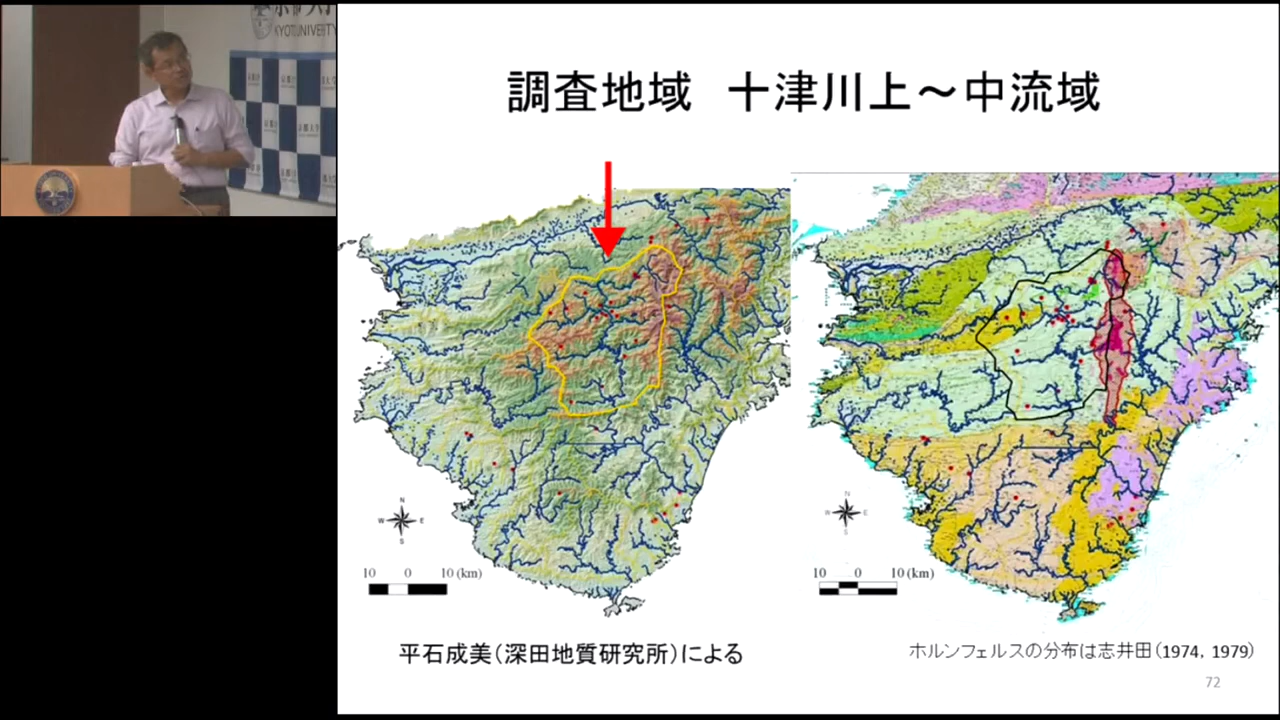 KYOTO UNIVERSITY
調査地域　十津川上～中流域
N
W
E
S
10
0
10 (km)
N
W
E
S
10
0
10 (km)
平石成美（深田地質研究所）による
ホルンフェルスの分布は志井田（1974, 1979）
72